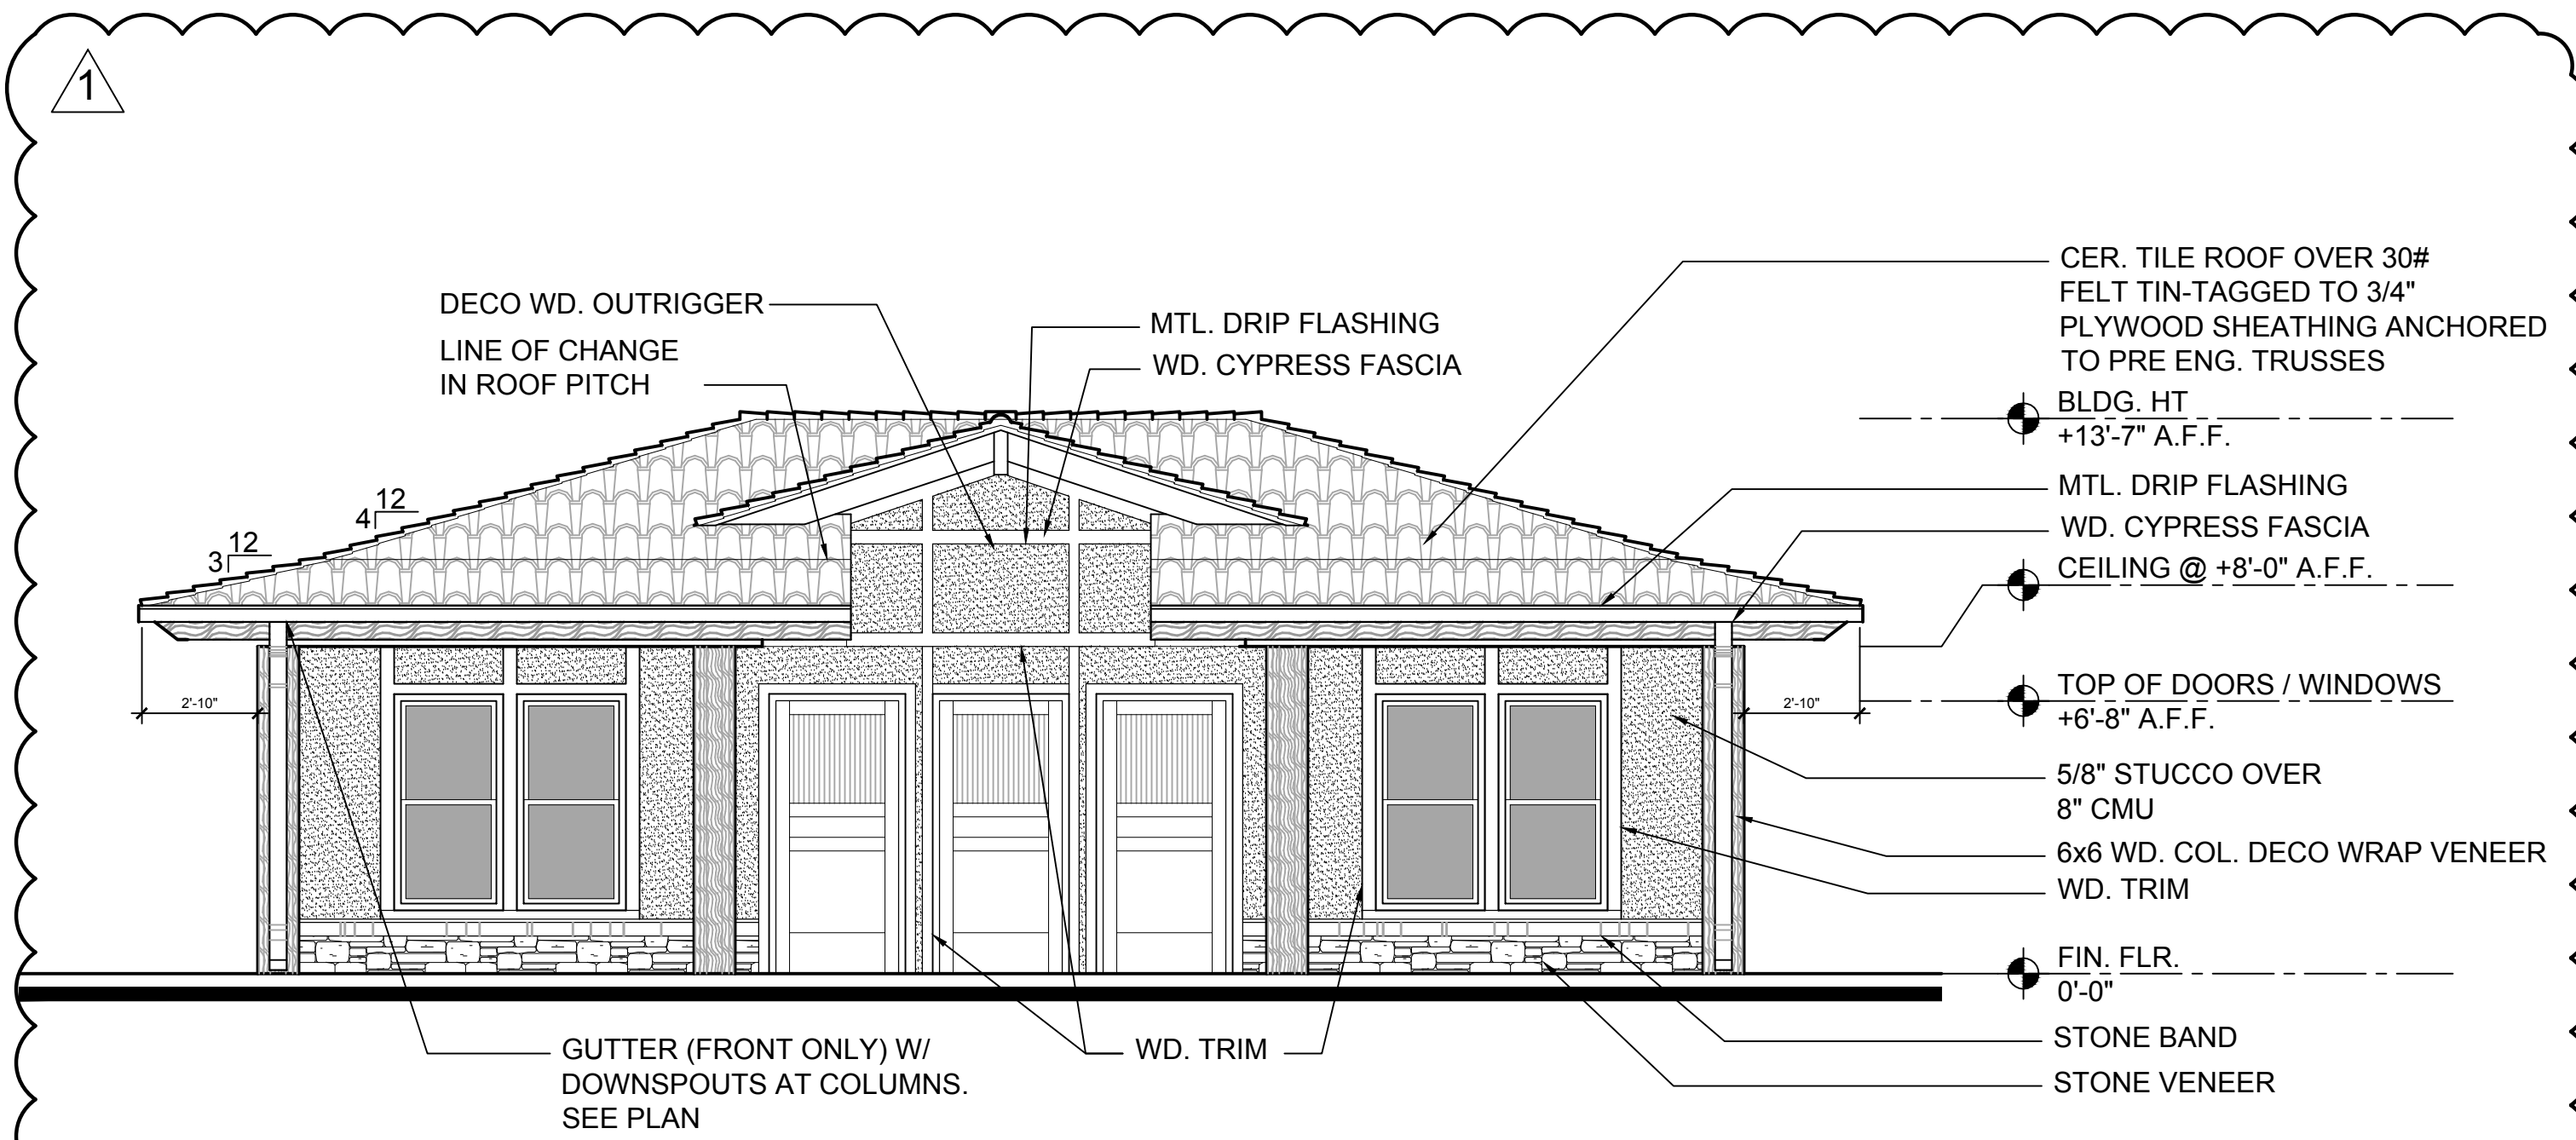 1
DECO WD. OUTRIGGER
LINE OF CHANGE
IN ROOF PITCH
MTL. DRIP FLASHING
WD. CYPRESS FASCIA
CER. TILE ROOF OVER 30#
FELT TIN-TAGGED TO 3/4"
PLYWOOD SHEATHING ANCHORED
TO PRE ENG. TRUSSES
BLDG. HT
+13'-7" A.F.F.
MTL. DRIP FLASHING
WD. CYPRESS FASCIA
CEILING @ +8'-0" A.F.F.
12
4
12
3
2'-10"
2'-10"
TOP OF DOORS / WINDOWS
+6'-8" A.F.F.
5/8" STUCCO OVER
8" CMU
6x6 WD. COL. DECO WRAP VENEER
WD. TRIM
FIN. FLR.
0'-0"
STONE BAND
STONE VENEER
GUTTER (FRONT ONLY) W/
DOWNSPOUTS AT COLUMNS.
SEE PLAN
WD. TRIM